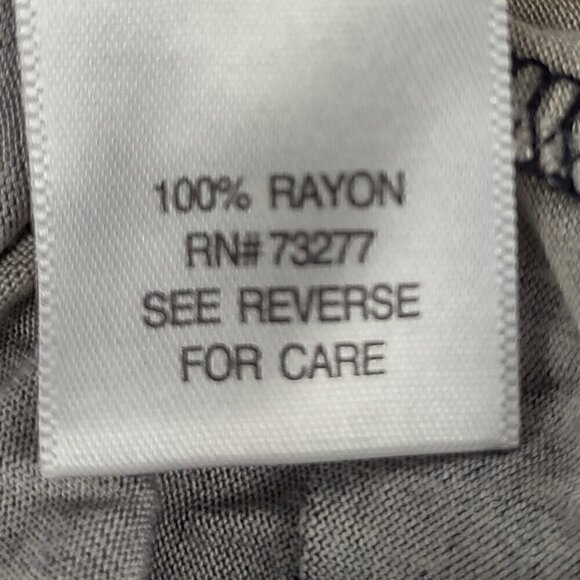 100% RAYON
RN# 73277
SEE REVERSE
FOR CARE